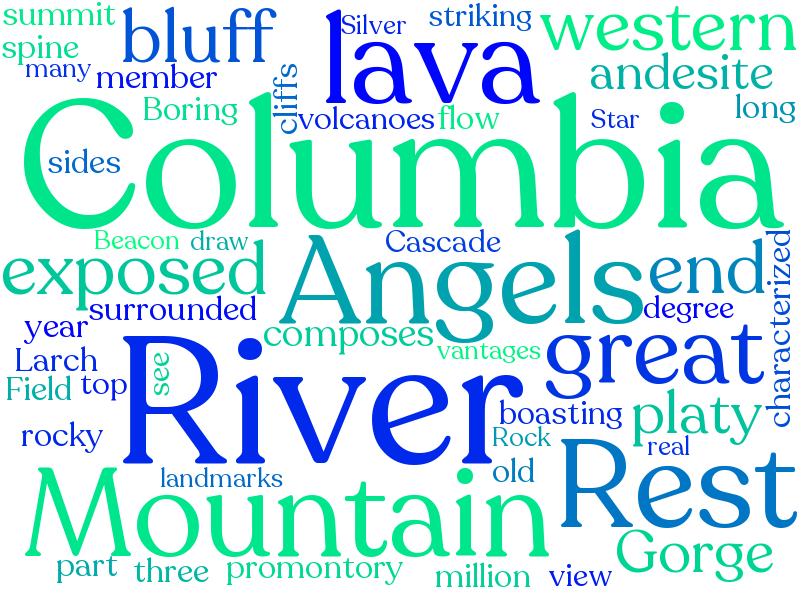 summit
bluff
Silver
striking
western
spine
lava
many
member
cliffs
andesite
Boring
volcanoes
flow
Star
long
Columbia
sides
Beacon
draw
Cascade
exposed
Angels
end
characterized
surrounded
degree
year
composes
vantages
great
Larch
see
River
Field
top
boasting
platy
rocky
Rock
real
landmarks
old
Rest
Mountain
Gorge
part
three
promontory
million
view